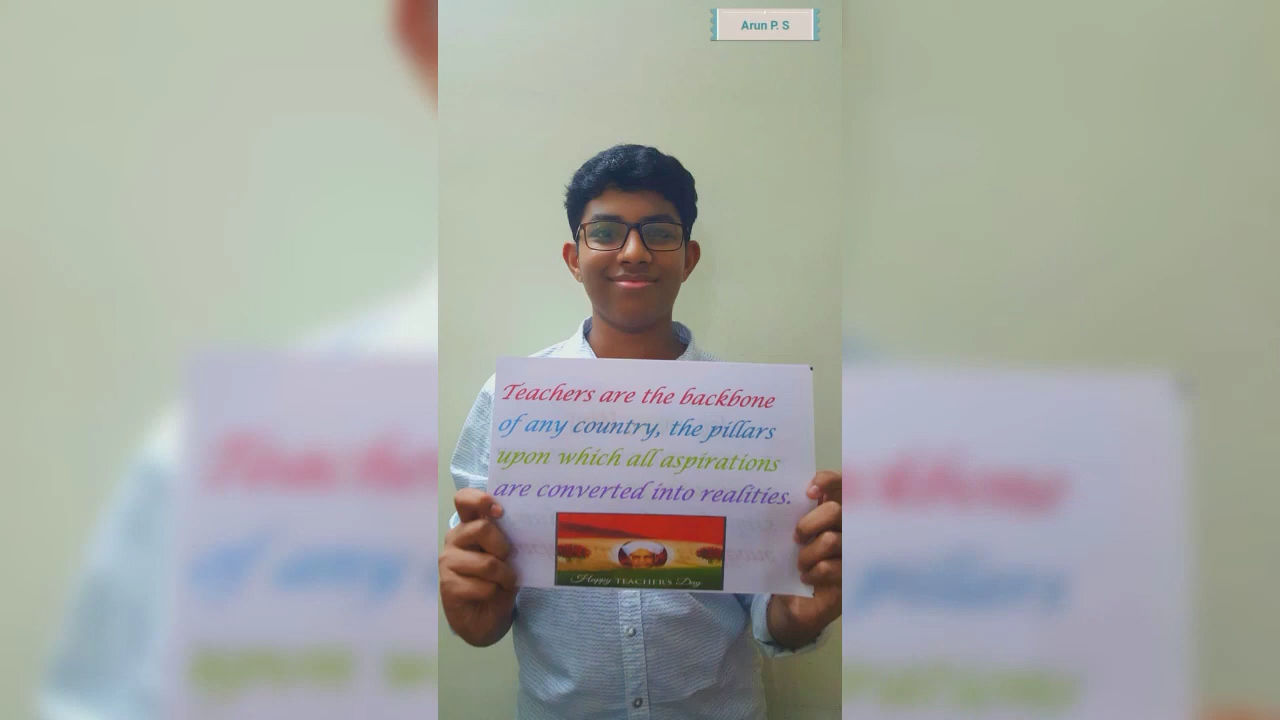 Arun P. S
Teachers are the backbone
of any country, the pillars
upon which all aspirations
are converted into realities.
Happy TEACHER'S Day